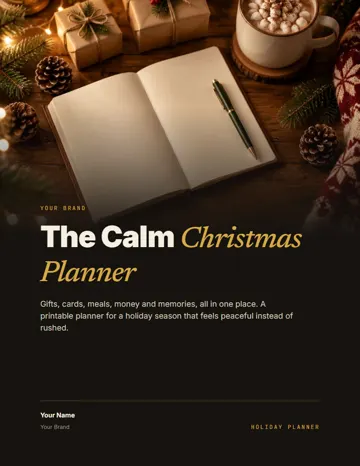 YOUR BRAND
The Calm Christmas
Planner
Gifts, cards, meals, money and memories, all in one place. A
printable planner for a holiday season that feels peaceful instead of
rushed.
Your Name
Your Brand
HOLIDAY PLANNER